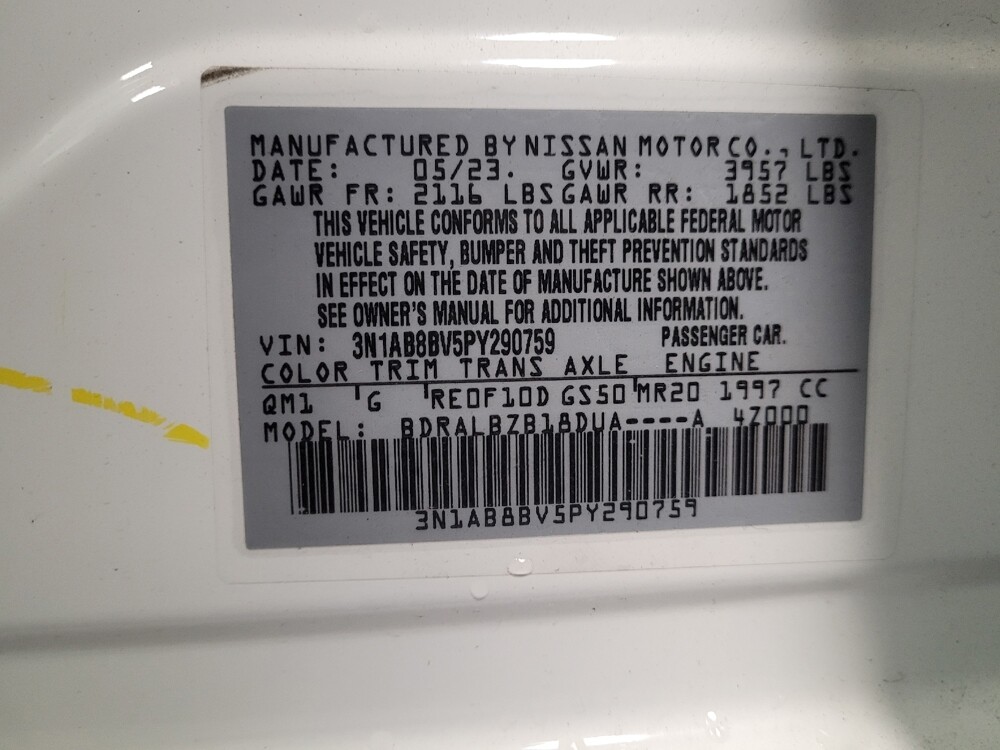 MANUFACTURED BY NISSAN MOTOR CO., LTD.
DATE: 05/23. GVWR: 3957 LBS
GAWR FR: 2116 LBS GAWR RR: 1852 LBS
THIS VEHICLE CONFORMS TO ALL APPLICABLE FEDERAL MOTOR
VEHICLE SAFETY, BUMPER AND THEFT PREVENTION STANDARDS
IN EFFECT ON THE DATE OF MANUFACTURE SHOWN ABOVE.
SEE OWNER'S MANUAL FOR ADDITIONAL INFORMATION.
VIN: 3N1AB8BV5PY290759 PASSENGER CAR.
COLOR TRIM TRANS AXLE ENGINE
QM1 G RE0F10D GS50 MR20 1997 CC
MODEL: BDRALBZB18DUA----A 4Z000
3N1AB8BV5PY290759